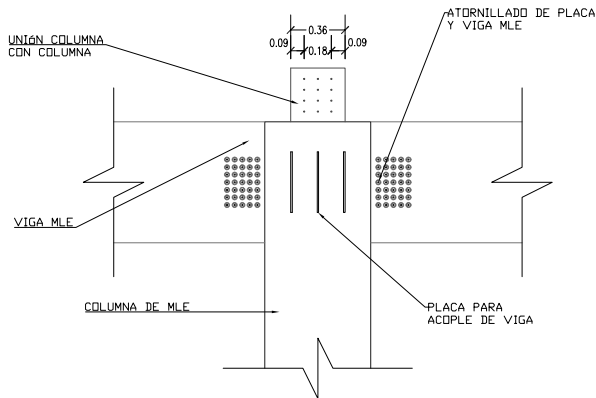 ATORNILLADO DE PLACA
Y VIGA MLE
0.36
0.09
0.18
0.09
UNIóN COLUMNA
CON COLUMNA
VIGA MLE
COLUMNA DE MLE
PLACA PARA
ACOPLE DE VIGA